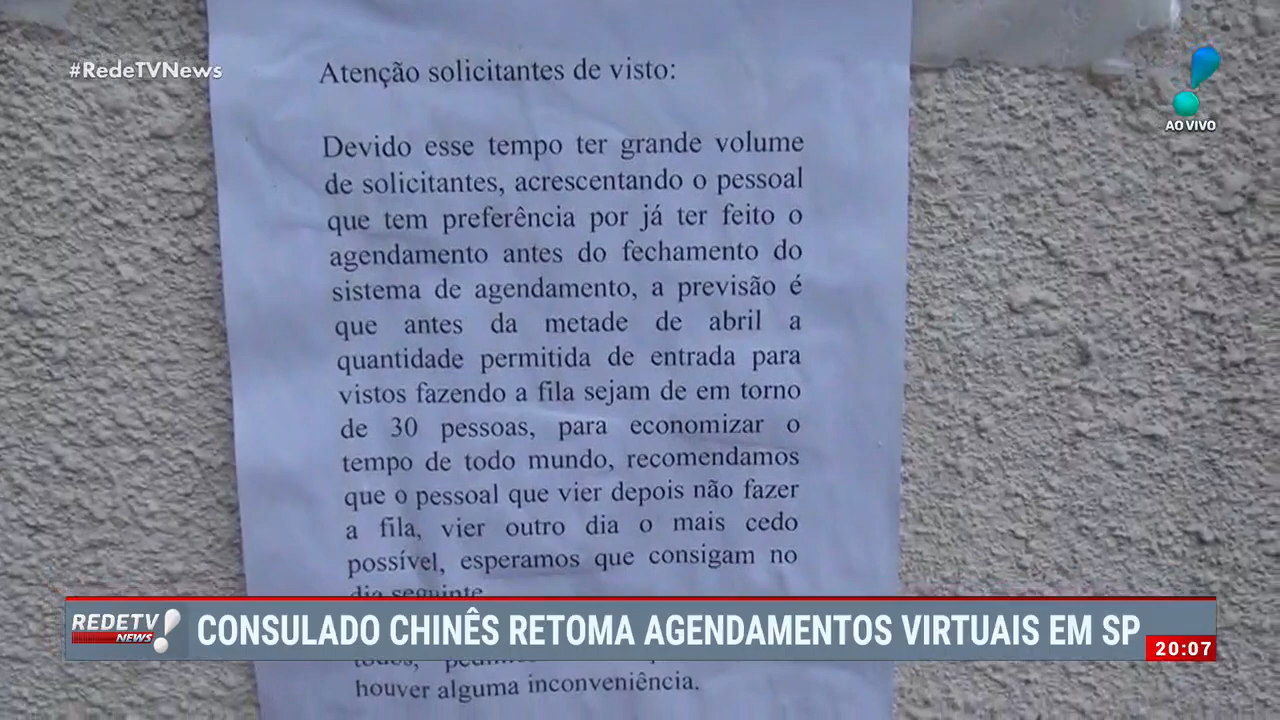 #RedeTVNews
AO VIVO
Atenção solicitantes de visto:
Devido esse tempo ter grande volume
de solicitantes, acrescentando o pessoal
que tem preferência por já ter feito o
agendamento antes do fechamento do
sistema de agendamento, a previsão é
que antes da metade de abril a
quantidade permitida de entrada para
vistos fazendo a fila sejam de em torno
de 30 pessoas, para economizar o
tempo de todo mundo, recomendamos
que o pessoal que vier depois não fazer
a fila, vier outro dia o mais cedo
possível, esperamos que consigam no
dia seguinte
REDETV!
NEWS
CONSULADO CHINÊS RETOMA AGENDAMENTOS VIRTUAIS EM SP
20:07
houver alguma inconveniência.